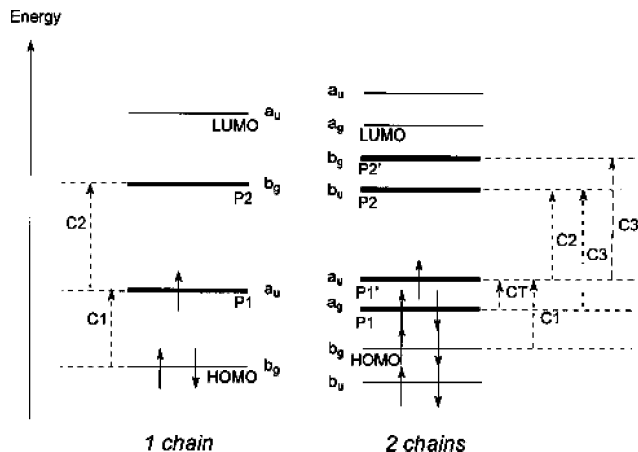 Energy
a_u
LUMO
b_g
P2
C2
a_u
P1
C1
b_g
HOMO
1 chain
a_u
a_g
LUMO
b_g
P2'
b_u
P2
C3
C2
C3
a_u
P1'
CT
a_g
P1
C1
b_g
HOMO
b_u
2 chains